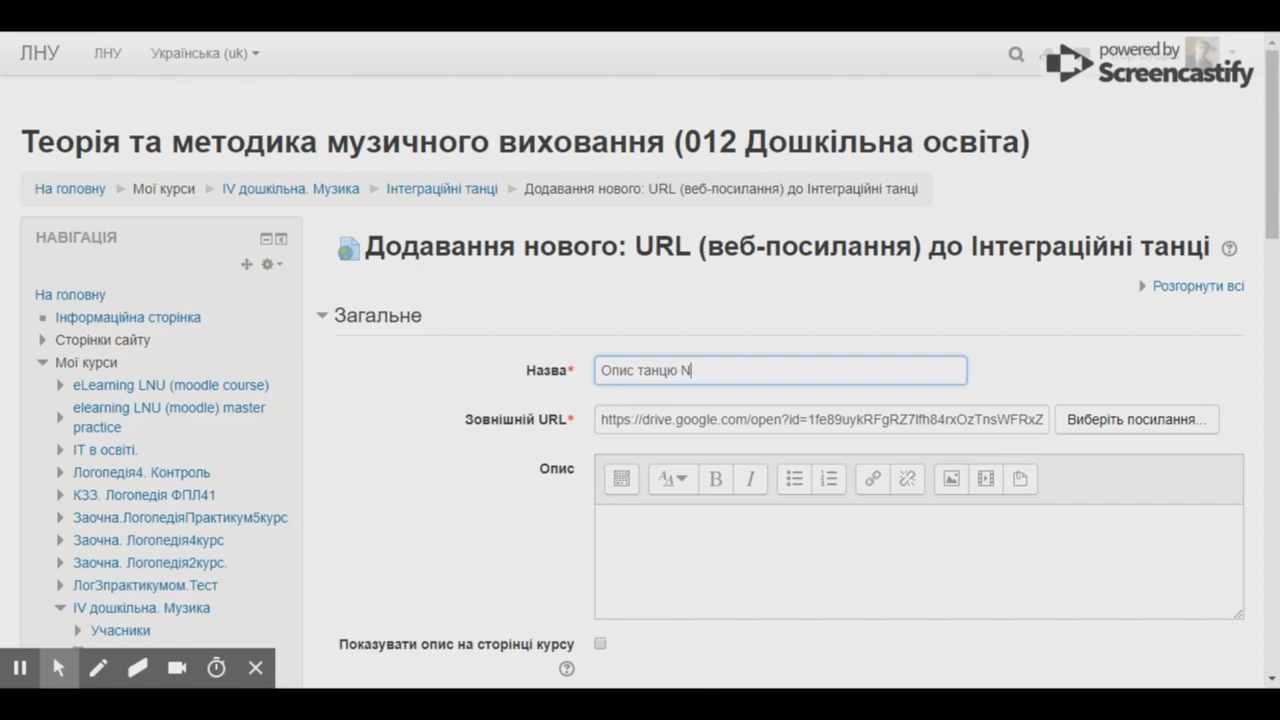 ЛНУ ЛНУ Українська (uk)
powered by
Screencastify
Теорія та методика музичного виховання (012 Дошкільна освіта)
На головну Мої курси IV дошкільна. Музика Інтеграційні танці Додавання нового: URL (веб-посилання) до Інтеграційні танці
НАВІГАЦІЯ
На головну
Інформаційна сторінка
Сторінки сайту
Мої курси
eLearning LNU (moodle course)
elearning LNU (moodle) master
practice
ІТ в освіті.
Логопедія4. Контроль
КЗЗ. Логопедія ФПЛ41
Заочна.ЛогопедіяПрактикум5курс
Заочна. Логопедія4курс
Заочна. Логопедія2курс.
ЛогЗпрактикумом.Тест
IV дошкільна. Музика
Учасники
Додавання нового: URL (веб-посилання) до Інтеграційні танці
Розгорнути всі
Загальне
Назва* Опис танцю N
Зовнішній URL* https://drive.google.com/open?id=1fe89uykRFgRZ7lfh84rxOzTnsWFRxZ Виберіть посилання...
Опис
B I
Показувати опис на сторінці курсу